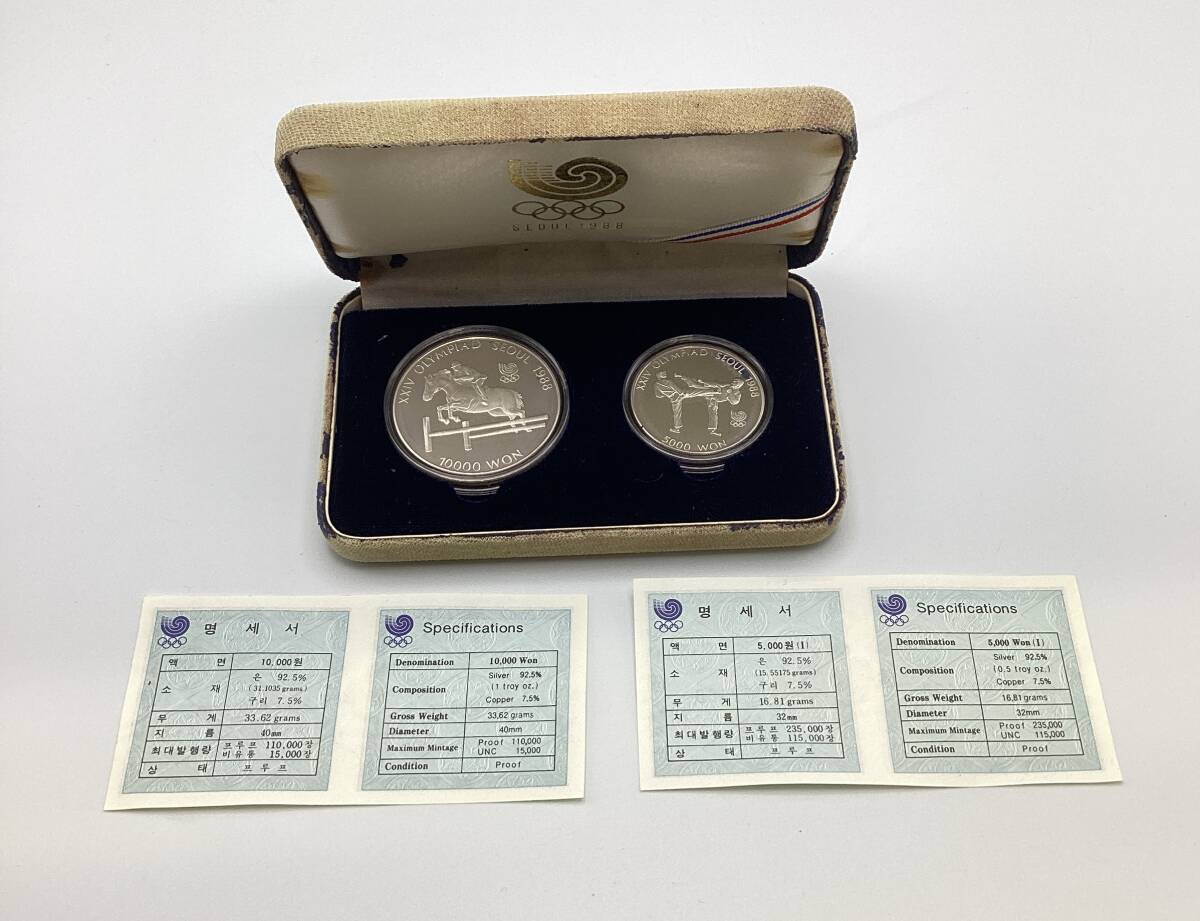 SEOUL 1988
XXIV OLYMPIAD SEOUL 1988
10000 WON
XXIV OLYMPIAD SEOUL 1988
5000 WON
명 세 서
액 면 10,000원
소 재 은 92.5%
(31.1035 grams)
구리 7.5%
무 게 33.62 grams
지 름 40mm
최대발행량 프루프 110,000장
비유통 15,000장
상 태 프루프
Specifications
Denomination 10,000 Won
Composition Silver 92.5%
(1 troy oz.)
Copper 7.5%
Gross Weight 33,62 grams
Diameter 40mm
Maximum Mintage Proof 110,000
UNC 15,000
Condition Proof
명 세 서
액 면 5,000원(I)
소 재 은 92.5%
(15.55175 grams)
구리 7.5%
무 게 16.81 grams
지 름 32mm
최대발행량 프루프 235,000장
비유통 115,000장
상 태 프루프
Specifications
Denomination 5,000 Won (I)
Composition Silver 92.5%
(0.5 troy oz.)
Copper 7.5%
Gross Weight 16,81 grams
Diameter 32mm
Maximum Mintage Proof 235,000
UNC 115,000
Condition Proof